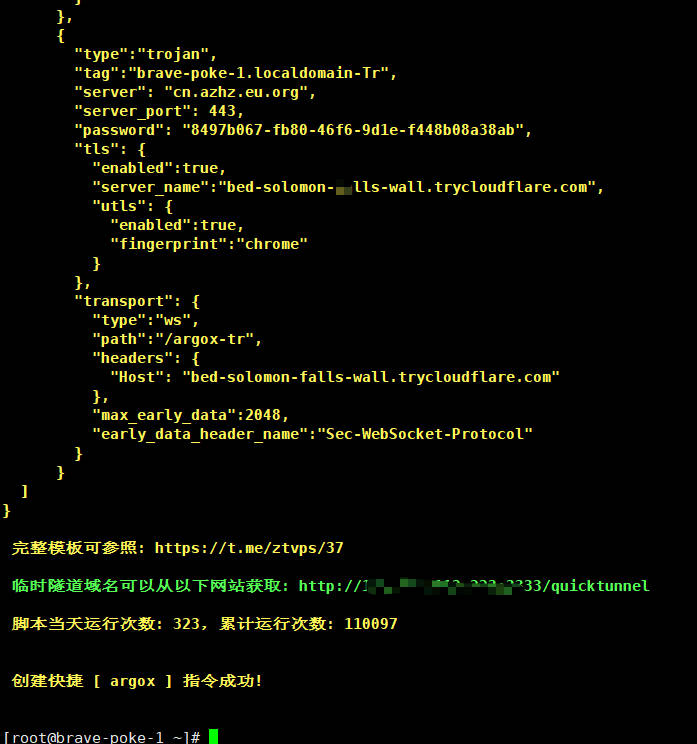 ]
},
{
"type":"trojan",
"tag":"brave-poke-1.localdomain-Tr",
"server": "cn.azhz.eu.org",
"server_port": 443,
"password": "8497b067-fb80-46f6-9d1e-f448b08a38ab",
"tls": {
"enabled":true,
"server_name":"bed-solomon-lls-wall.trycloudflare.com",
"utls": {
"enabled":true,
"fingerprint":"chrome"
}
},
"transport": {
"type":"ws",
"path":"/argox-tr",
"headers": {
"Host": "bed-solomon-falls-wall.trycloudflare.com"
},
"max_early_data":2048,
"early_data_header_name":"Sec-WebSocket-Protocol"
}
}
]
}
完整模板可参照: https://t.me/ztvps/37
临时隧道域名可以从以下网站获取: http:// /quicktunnel
脚本当天运行次数: 323, 累计运行次数: 110097
创建快捷 [ argox ] 指令成功!
[root@brave-poke-1 ~]#